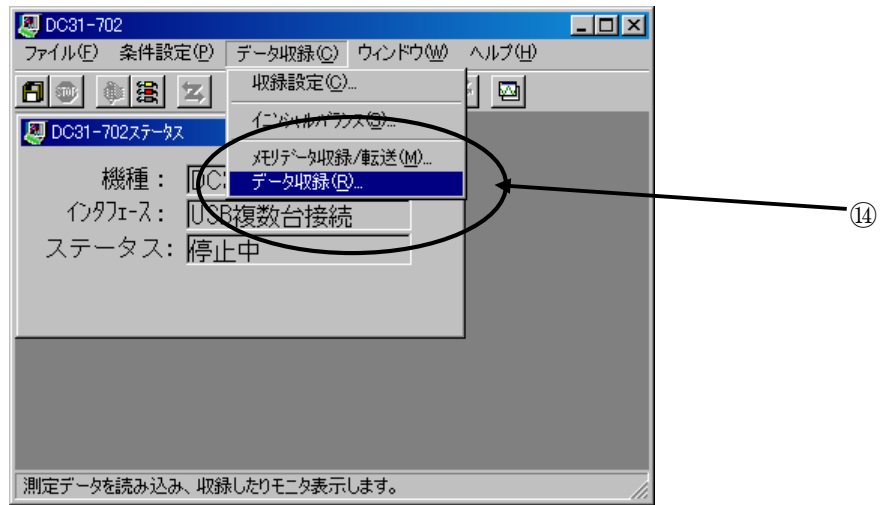 DC31-702
ファイル(F) 条件設定(P) データ収録(C) ウィンドウ(W) ヘルプ(H)
STOP
収録設定(C)...
イニシャルバランス(S)...
メモリデータ収録/転送(M)...
データ収録(R)...
DC31-702ステータス
機種：
インタフェース： USB複数台接続
ステータス： 停止中
⑭
測定データを読み込み、収録したりモニタ表示します。